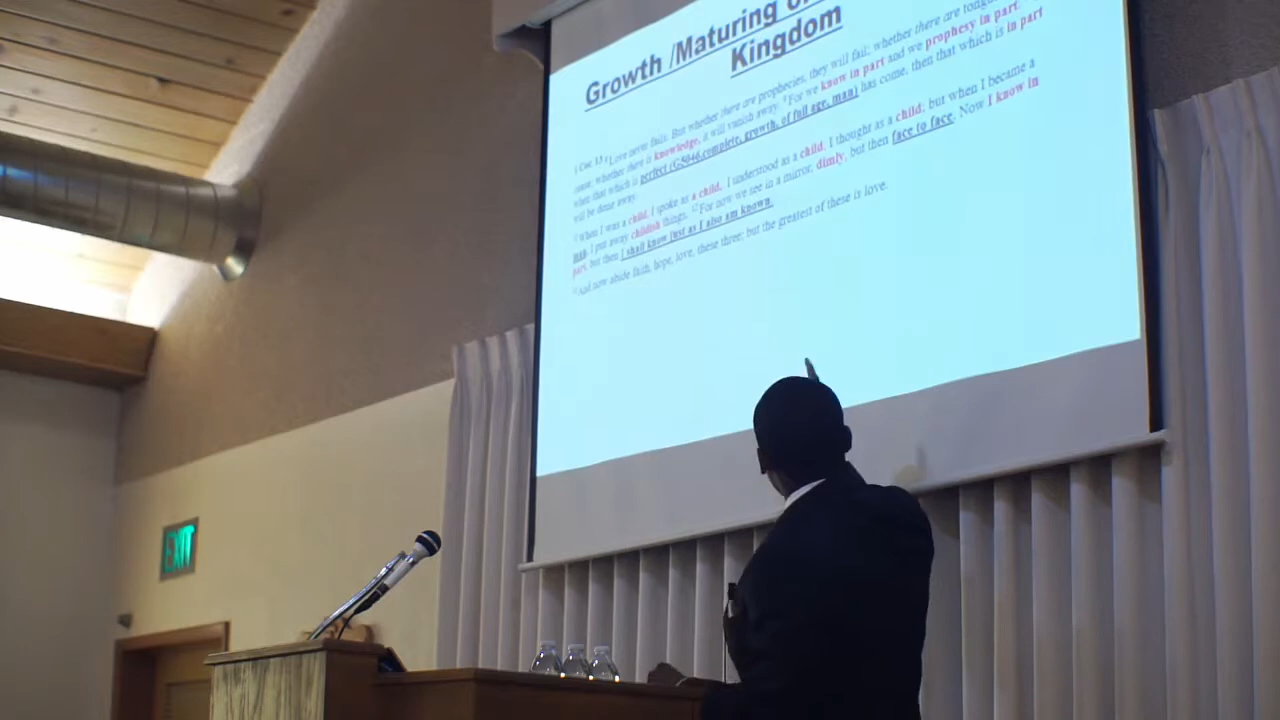 Growth /Maturing of
Kingdom
1 Cor. 13 8 Love never fails. But whether there are prophecies, they will fail; whether there are tongues
cease; whether there is knowledge, it will vanish away. 9 For we know in part and we prophesy in part.
when that which is perfect (G5046 complete, growth, of full age, man) has come, then that which is in part
will be done away.
11 When I was a child, I spoke as a child, I understood as a child, I thought as a child; but when I became a
man, I put away childish things. 12 For now we see in a mirror, dimly, but then face to face. Now I know in
part, but then I shall know just as I also am known.
13 And now abide faith, hope, love, these three; but the greatest of these is love.
EXIT